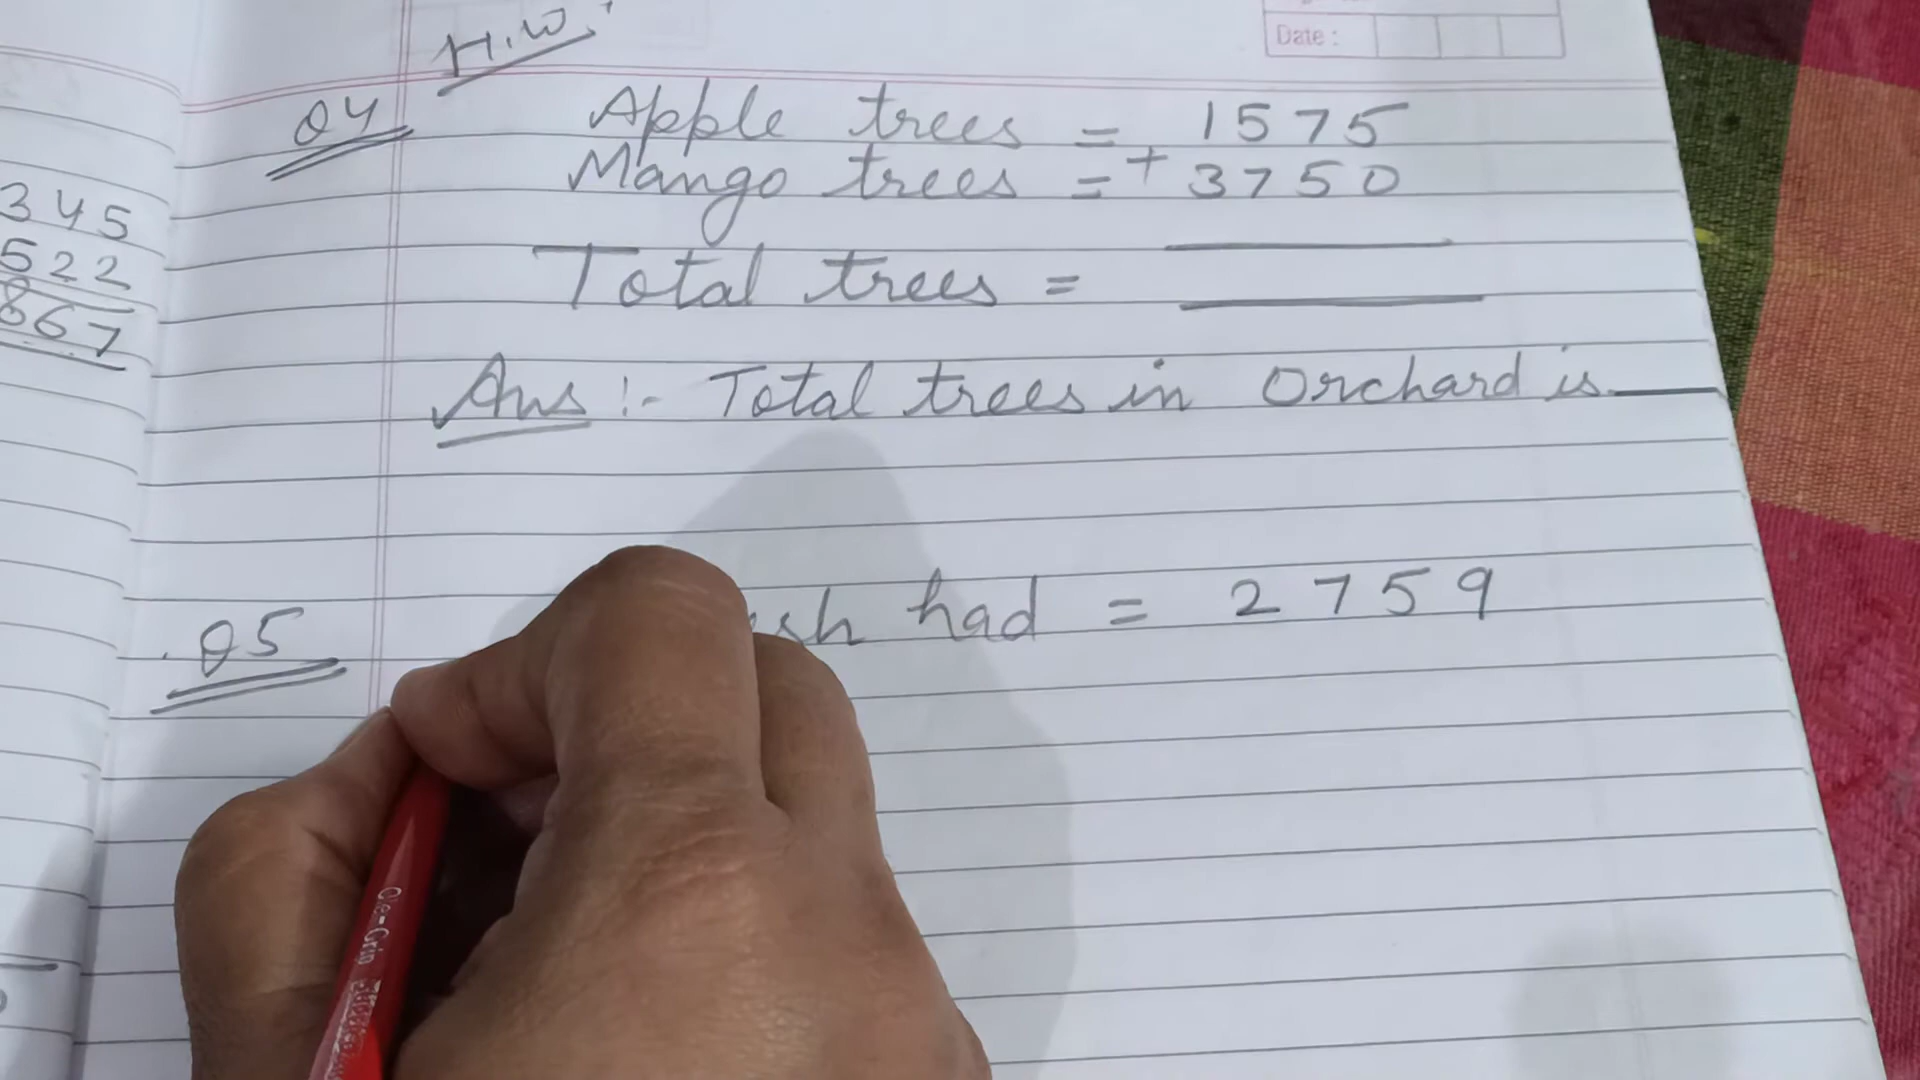 H.W.
Date :
Q4
Apple trees = 1575
Mango trees = + 3750
Total trees =
Ans :- Total trees in Orchard is
345
522
867
Q5
had = 2759